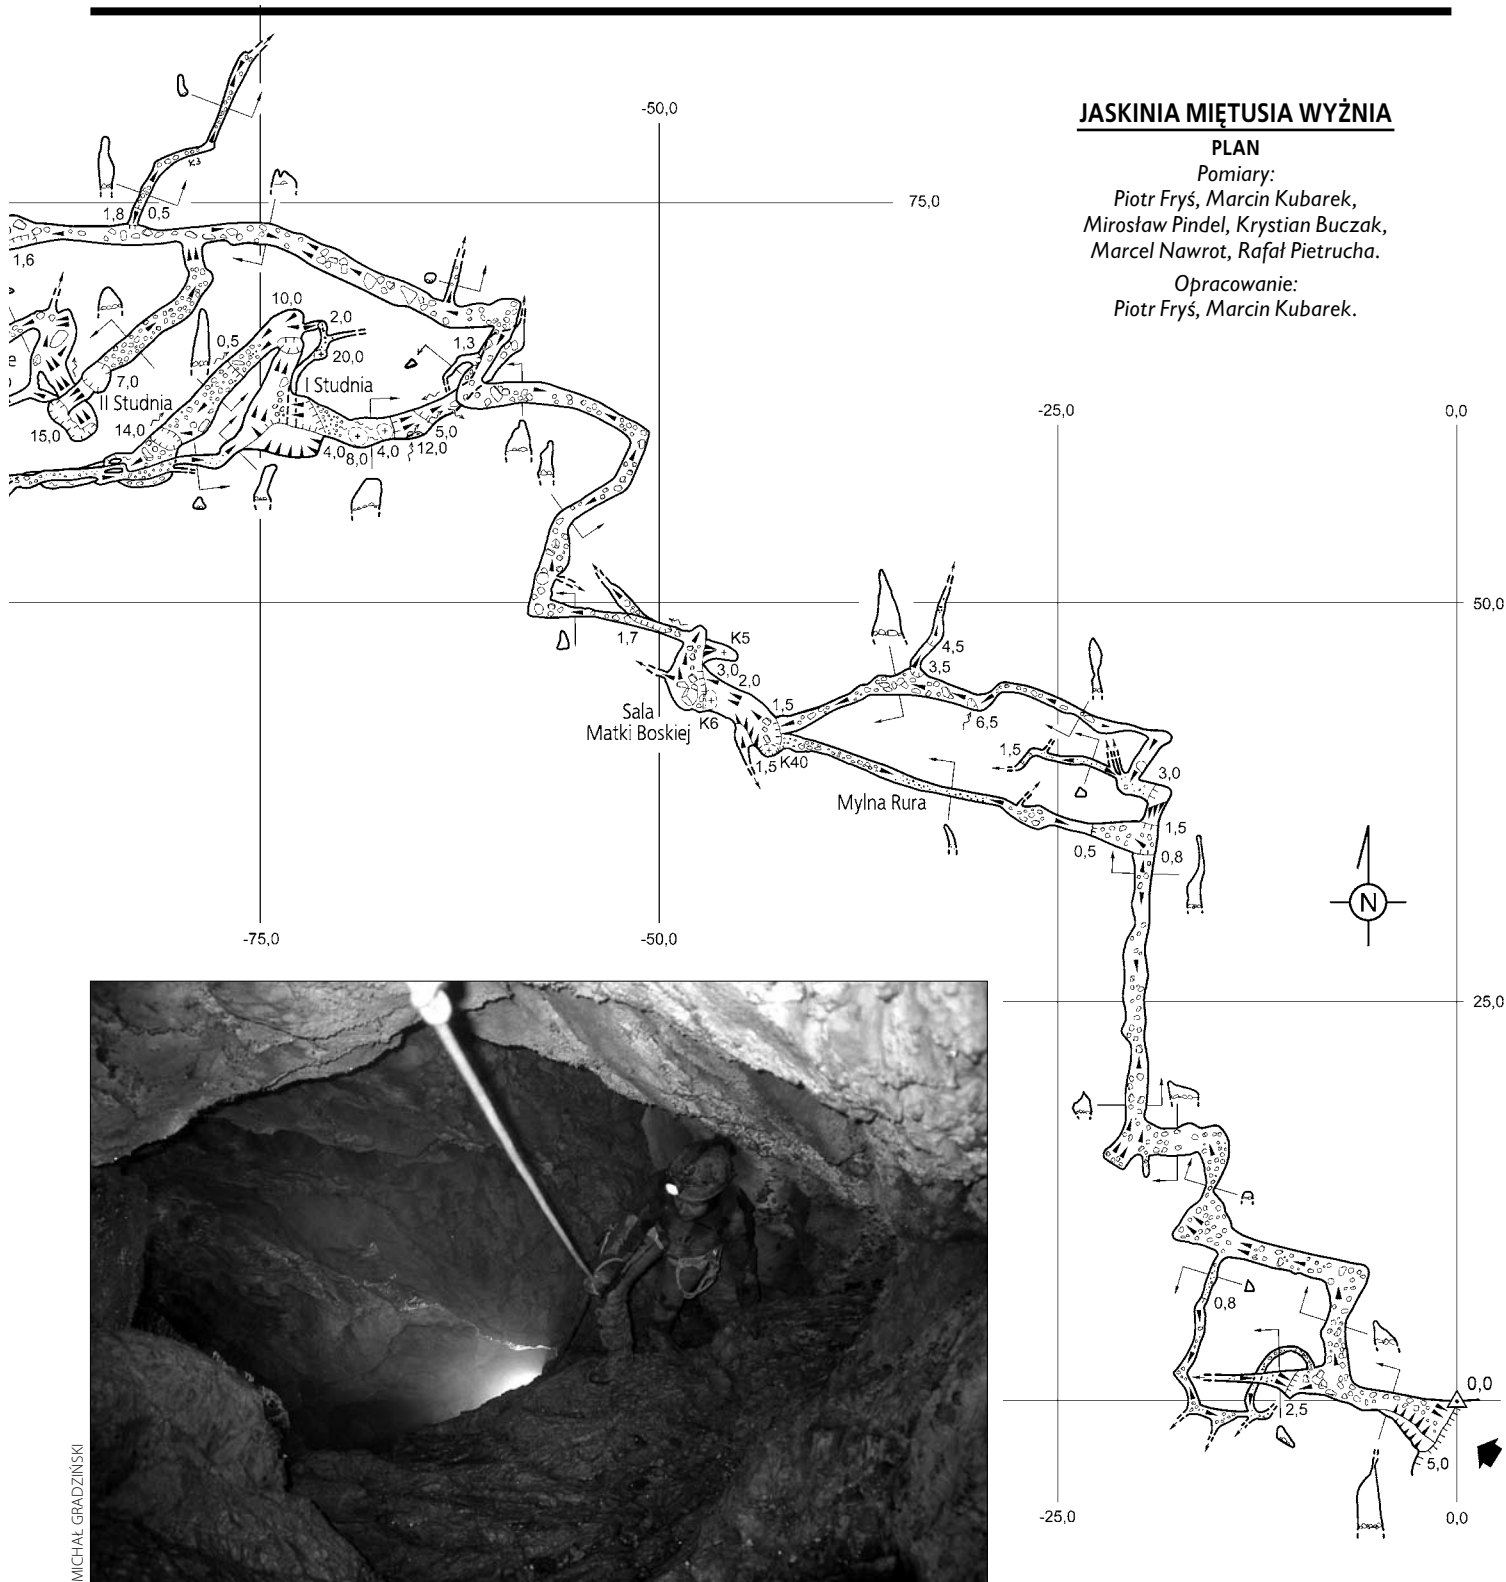 JASKINIA MIĘTUSIA WYŻNIA
PLAN
Pomiary:
Piotr Fryś, Marcin Kubarek,
Mirosław Pindel, Krystian Buczak,
Marcel Nawrot, Rafał Pietrucha.
Opracowanie:
Piotr Fryś, Marcin Kubarek.
-50,0
75,0
K3
1,8
0,5
1,6
10,0
2,0
0,5
20,0
1,3
I Studnia
7,0
II Studnia
15,0
14,0
4,0
8,0
4,0
12,0
5,0
-25,0
0,0
50,0
1,7
K5
3,0
2,0
4,5
3,5
Sala
Matki Boskiej
K6
1,5
6,5
1,5
K40
1,5
3,0
Mylna Rura
1,5
0,5
0,8
N
-75,0
-50,0
25,0
0,8
0,0
2,5
5,0
-25,0
0,0
MICHAŁ GRADZIŃSKI